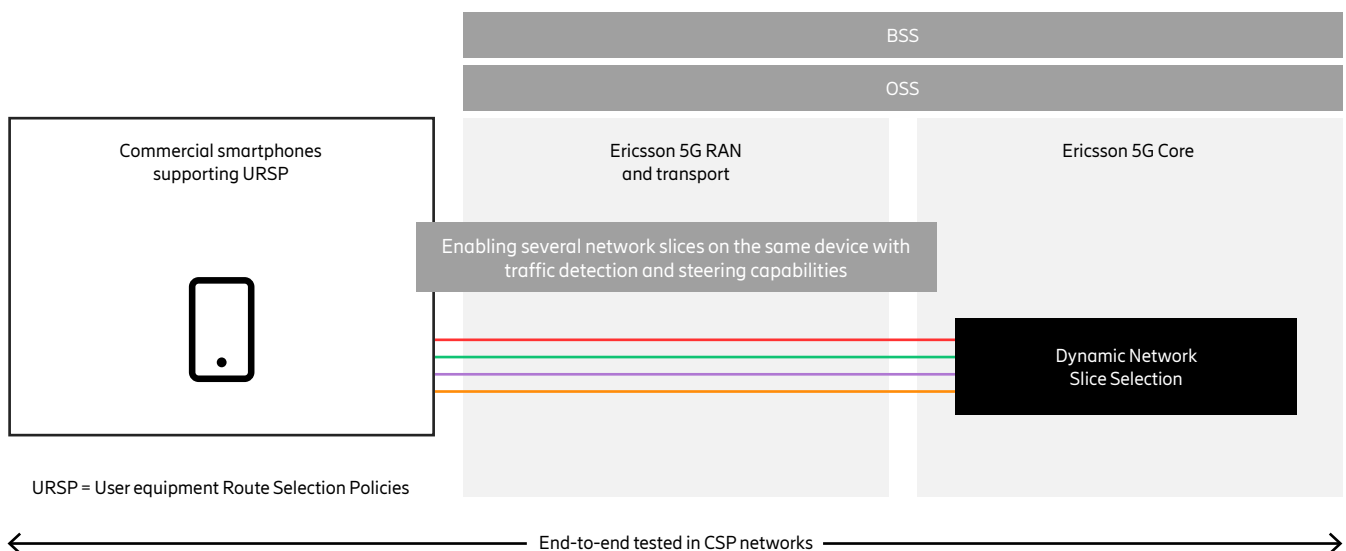 BSS
OSS
Commercial smartphones
supporting URSP
Ericsson 5G RAN
and transport
Ericsson 5G Core
Enabling several network slices on the same device with
traffic detection and steering capabilities
Dynamic Network
Slice Selection
URSP = User equipment Route Selection Policies
End-to-end tested in CSP networks